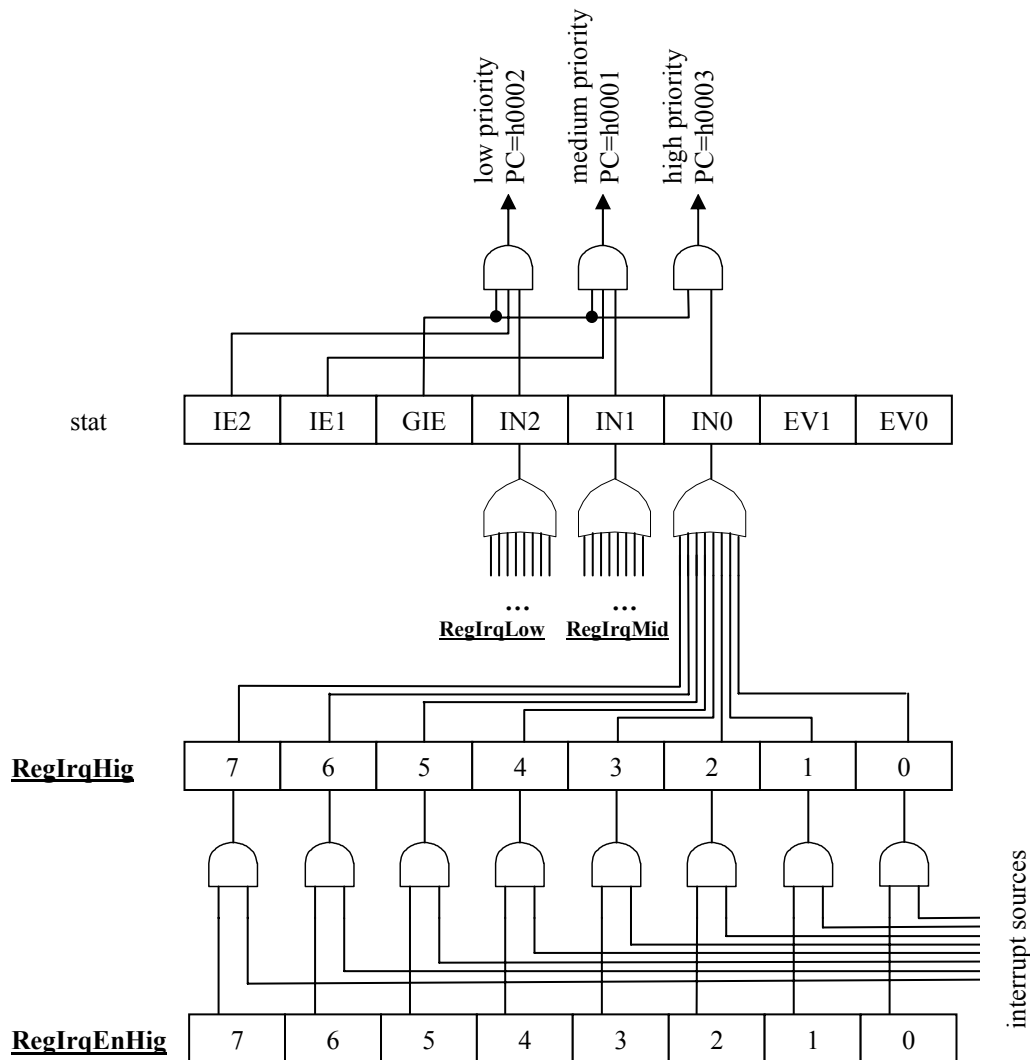 low priority
PC=h0002
medium priority
PC=h0001
high priority
PC=h0003
stat
IE2 IE1 GIE IN2 IN1 IN0 EV1 EV0
... ...
RegIrqLow RegIrqMid
RegIrqHig 7 6 5 4 3 2 1 0
interrupt sources
RegIrqEnHig 7 6 5 4 3 2 1 0